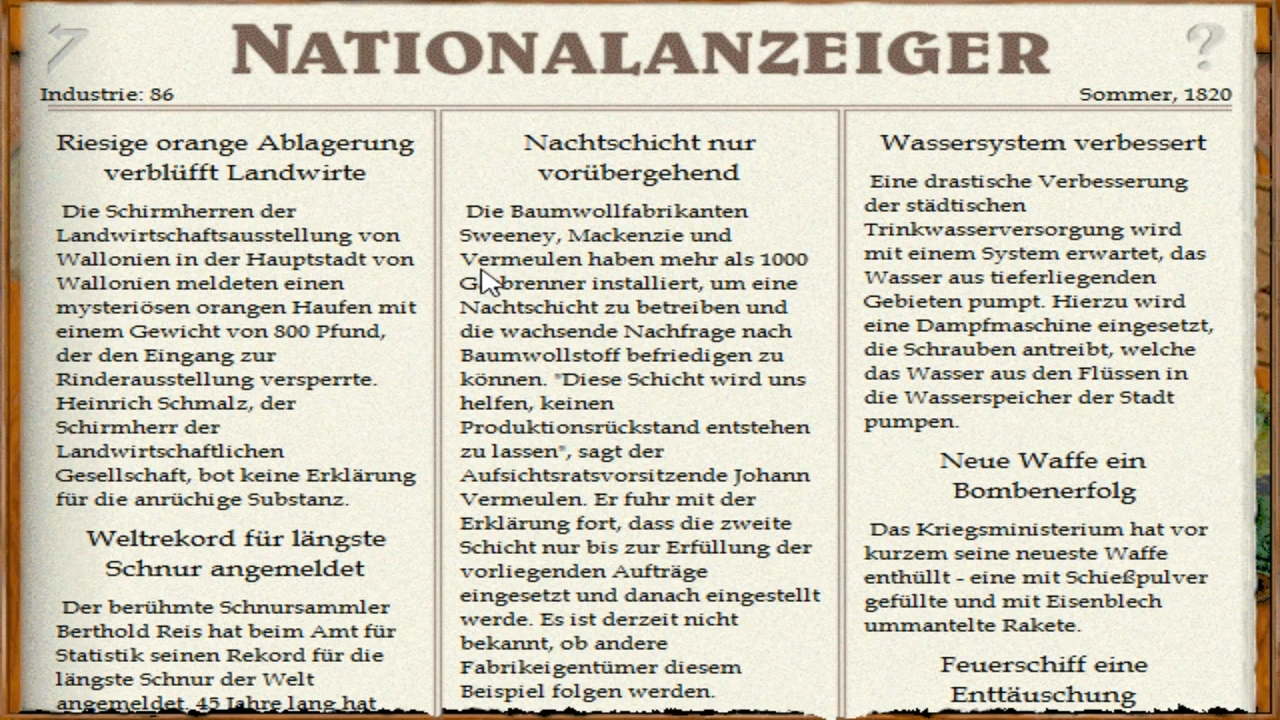 7
NATIONALANZEIGER
?
Industrie: 86
Sommer, 1820
Riesige orange Ablagerung
verblüfft Landwirte
Die Schirmherren der
Landwirtschaftsausstellung von
Wallonien in der Hauptstadt von
Wallonien meldeten einen
mysteriösen orangen Haufen mit
einem Gewicht von 800 Pfund,
der den Eingang zur
Rinderausstellung versperrte.
Heinrich Schmalz, der
Schirmherr der
Landwirtschaftlichen
Gesellschaft, bot keine Erklärung
für die anrüchige Substanz.
Weltrekord für längste
Schnur angemeldet
Der berühmte Schnursammler
Berthold Reis hat beim Amt für
Statistik seinen Rekord für die
längste Schnur der Welt
angemeldet. 45 Jahre lang hat
Nachtschicht nur
vorübergehend
Die Baumwollfabrikanten
Sweeney, Mackenzie und
Vermeulen haben mehr als 1000
installiert, um eine
Nachtschicht zu betreiben und
die wachsende Nachfrage nach
Baumwollstoff befriedigen zu
können. "Diese Schicht wird uns
helfen, keinen
Produktionsrückstand entstehen
zu lassen", sagt der
Aufsichtsratsvorsitzende Johann
Vermeulen. Er fuhr mit der
Erklärung fort, dass die zweite
Schicht nur bis zur Erfüllung der
vorliegenden Aufträge
eingesetzt und danach eingestellt
werde. Es ist derzeit nicht
bekannt, ob andere
Fabrikeigentümer diesem
Beispiel folgen werden.
Wassersystem verbessert
Eine drastische Verbesserung
der städtischen
Trinkwasserversorgung wird
mit einem System erwartet, das
Wasser aus tieferliegenden
Gebieten pumpt. Hierzu wird
eine Dampfmaschine eingesetzt,
die Schrauben antreibt, welche
das Wasser aus den Flüssen in
die Wasserspeicher der Stadt
pumpen.
Neue Waffe ein
Bombenerfolg
Das Kriegsministerium hat vor
kurzem seine neueste Waffe
enthüllt - eine mit Schießpulver
gefüllte und mit Eisenblech
ummantelte Rakete.
Feuerschiff eine
Enttäuschung